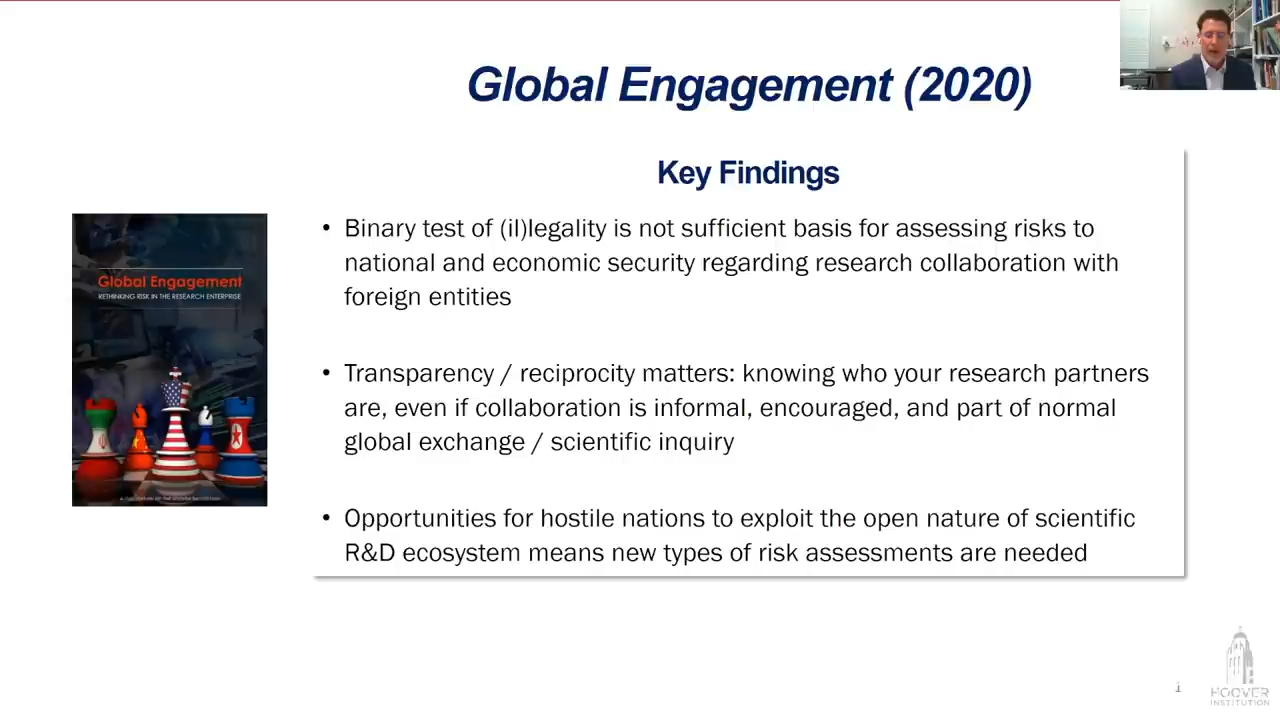 Global Engagement (2020)
Key Findings
• Binary test of (il)legality is not sufficient basis for assessing risks to
national and economic security regarding research collaboration with
foreign entities
• Transparency / reciprocity matters: knowing who your research partners
are, even if collaboration is informal, encouraged, and part of normal
global exchange / scientific inquiry
• Opportunities for hostile nations to exploit the open nature of scientific
R&D ecosystem means new types of risk assessments are needed
Global Engagement
RETHINKING RISK IN THE RESEARCH ENTERPRISE
HOOVER
INSTITUTION